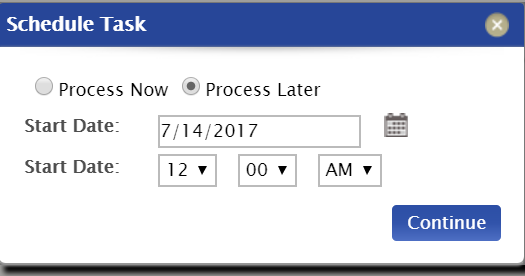 Schedule Task
Process Now Process Later
Start Date: 7/14/2017
Start Date: 12 00 AM
Continue